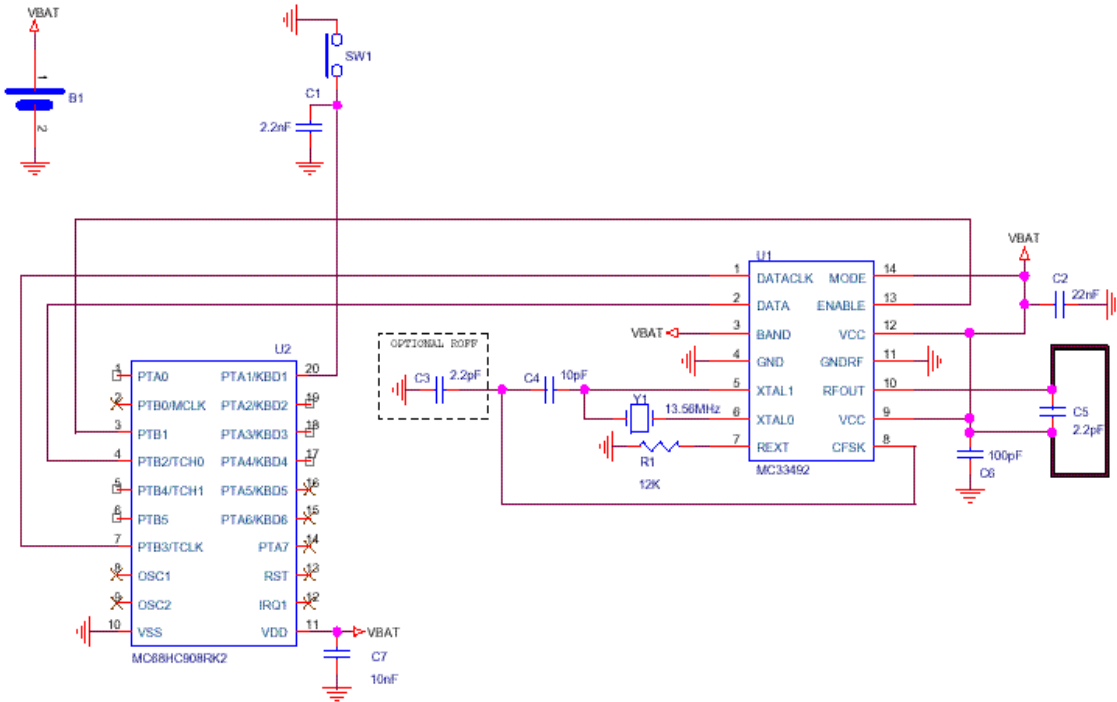 VBAT
1
B1
2
SW1
C1
2.2nF
VBAT
C2
22nF
U1
1 DATACLK MODE 14
2 DATA ENABLE 13
VBAT 3 BAND VCC 12
4 GND GNDRF 11
5 XTAL1 RFOUT 10
6 XTAL0 VCC 9
7 REXT CFSK 8
MC33492
OPTIONAL ROFF
C3 2.2pF
C4 10pF
Y1
13.56MHz
R1
12K
C5
2.2pF
100pF
C6
U2
1 PTA0 PTA1/KBD1 20
2 PTB0/MCLK PTA2/KBD2 19
3 PTB1 PTA3/KBD3 18
4 PTB2/TCH0 PTA4/KBD4 17
5 PTB4/TCH1 PTA5/KBD5 16
6 PTB5 PTA6/KBD6 15
7 PTB3/TCLK PTA7 14
8 OSC1 RST 13
9 OSC2 IRQ1 12
10 VSS VDD 11 VBAT
MC68HC908RK2
C7
10nF